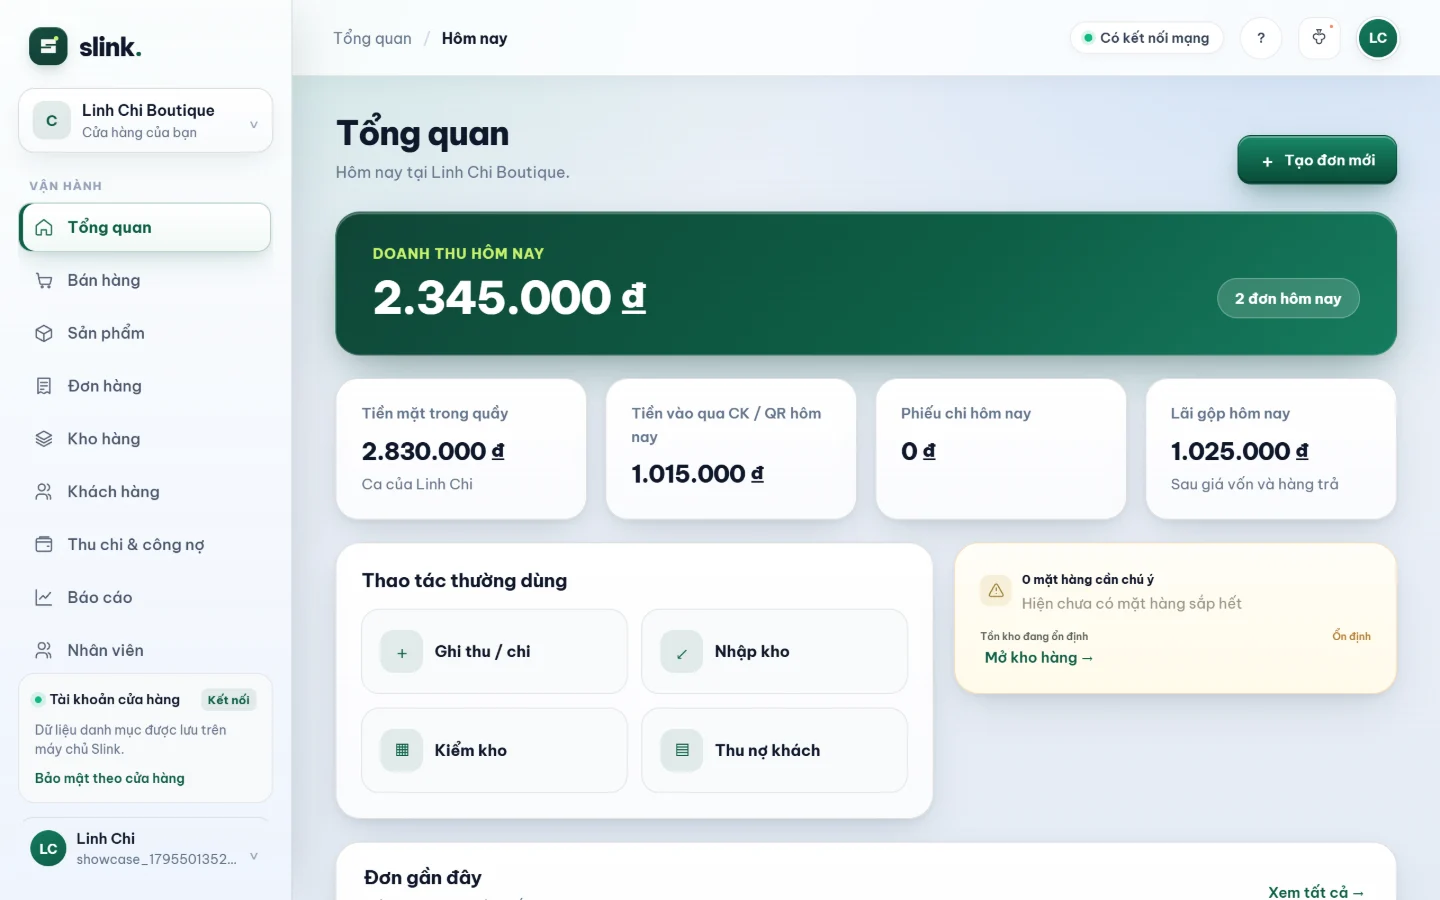 slink.
C
Linh Chi Boutique
Cửa hàng của bạn
VẬN HÀNH
Tổng quan
Bán hàng
Sản phẩm
Đơn hàng
Kho hàng
Khách hàng
Thu chi & công nợ
Báo cáo
Nhân viên
Tài khoản cửa hàng
Kết nối
Dữ liệu danh mục được lưu trên
máy chủ Slink.
Bảo mật theo cửa hàng
LC
Linh Chi
showcase_1795501352...
Tổng quan / Hôm nay
Có kết nối mạng
?
LC
Tổng quan
Hôm nay tại Linh Chi Boutique.
+ Tạo đơn mới
DOANH THU HÔM NAY
2.345.000 ₫
2 đơn hôm nay
Tiền mặt trong quầy
2.830.000 ₫
Ca của Linh Chi
Tiền vào qua CK / QR hôm
nay
1.015.000 ₫
Phiếu chi hôm nay
0 ₫
Lãi gộp hôm nay
1.025.000 ₫
Sau giá vốn và hàng trả
Thao tác thường dùng
+ Ghi thu / chi
↙ Nhập kho
▦ Kiểm kho
▤ Thu nợ khách
0 mặt hàng cần chú ý
Hiện chưa có mặt hàng sắp hết
Tồn kho đang ổn định
Ổn định
Mở kho hàng →
Đơn gần đây
Xem tất cả →